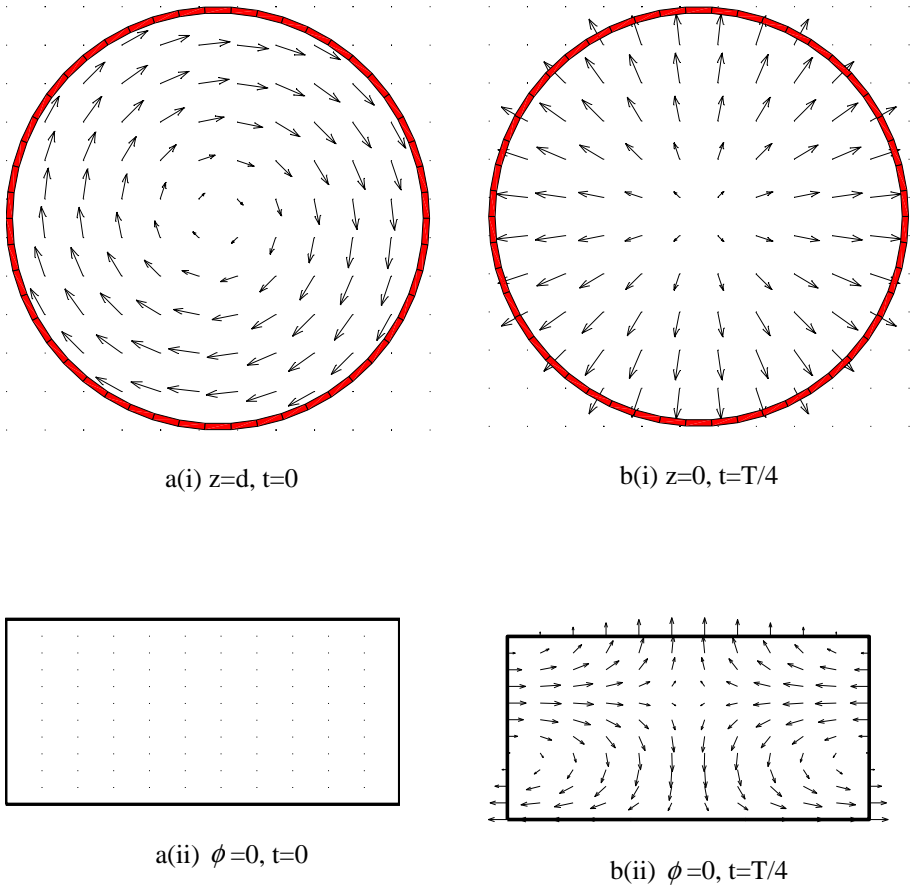 a(i) z=d, t=0
b(i) z=0, t=T/4
a(ii) ϕ =0, t=0
b(ii) ϕ =0, t=T/4